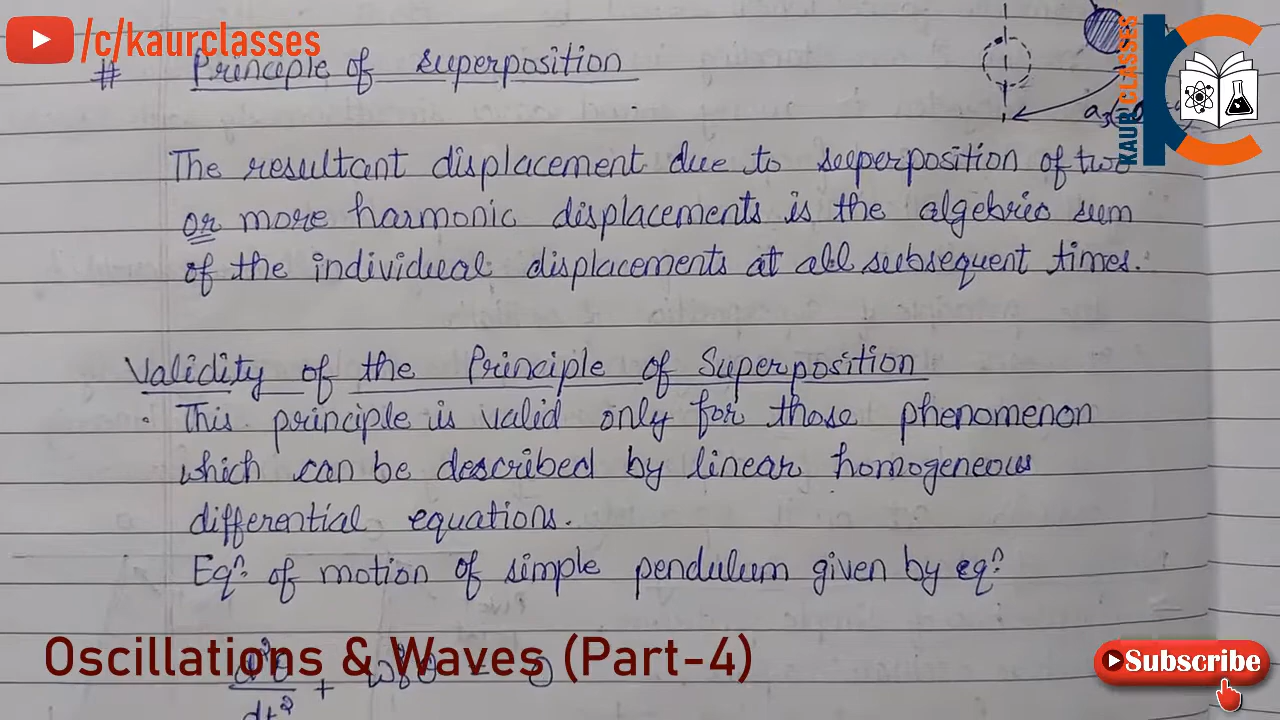 /c/kaurclasses
# Principle of superposition
KAUR CLASSES
The resultant displacement due to superposition of two
or more harmonic displacements is the algebric sum
of the individual displacements at all subsequent times.
Validity of the Principle of Superposition
. This principle is valid only for those phenomenon
which can be described by linear homogeneous
differential equations.
Eqn. of motion of simple pendulum given by eqn.
Oscillations & Waves (Part-4)
Subscribe